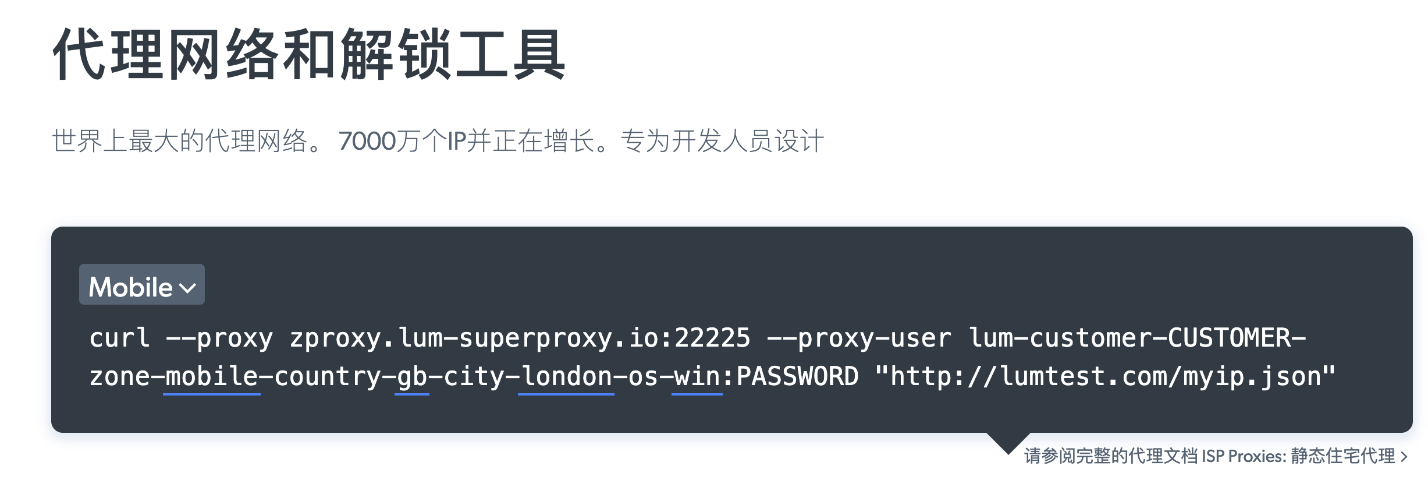 代理网络和解锁工具
世界上最大的代理网络。 7000万个IP并正在增长。专为开发人员设计
Mobile
curl --proxy zproxy.lum-superproxy.io:22225 --proxy-user lum-customer-CUSTOMER-
zone-mobile-country-gb-city-london-os-win:PASSWORD "http://lumtest.com/myip.json"
请参阅完整的代理文档 ISP Proxies: 静态住宅代理 >